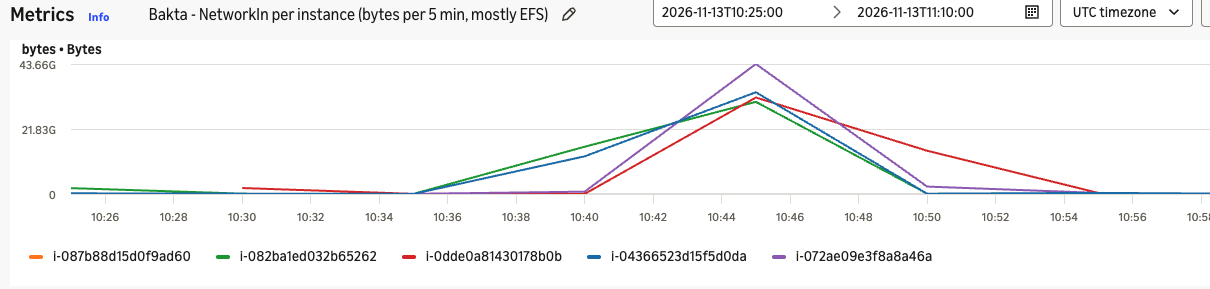 Metrics Info Bakta - NetworkIn per instance (bytes per 5 min, mostly EFS) 2026-11-13T10:25:00 2026-11-13T11:10:00 UTC timezone
bytes • Bytes
43.66G
21.83G
0
10:26 10:28 10:30 10:32 10:34 10:36 10:38 10:40 10:42 10:44 10:46 10:48 10:50 10:52 10:54 10:56 10:58
i-087b88d15d0f9ad60 i-082ba1ed032b65262 i-0dde0a81430178b0b i-04366523d15f5d0da i-072ae09e3f8a8a46a